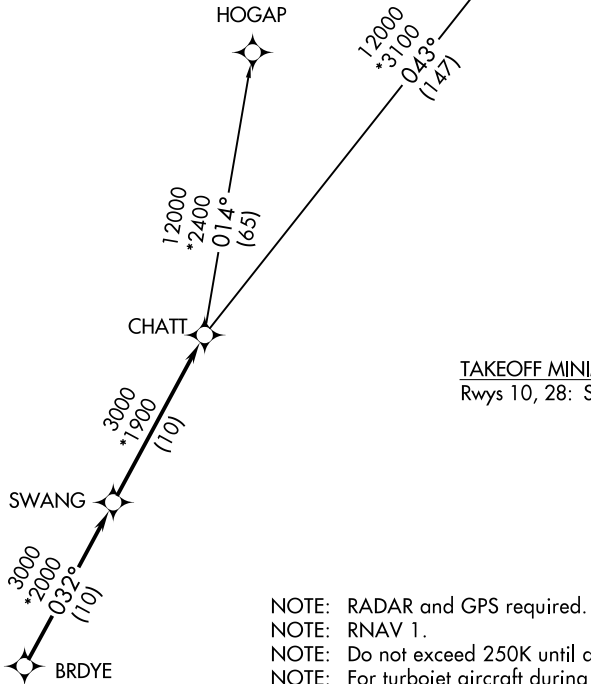 HOGAP
12000
*3100
043°
(147)
12000
*2400
014°
(65)
CHATT
TAKEOFF
Rwys 10, 28:
3000
*1900
(10)
SWANG
3000
*2000
032°
(10)
BRDYE
NOTE: RADAR and GPS required.
NOTE: RNAV 1.
NOTE: Do not exceed 250K until
NOTE: For turbojet aircraft during